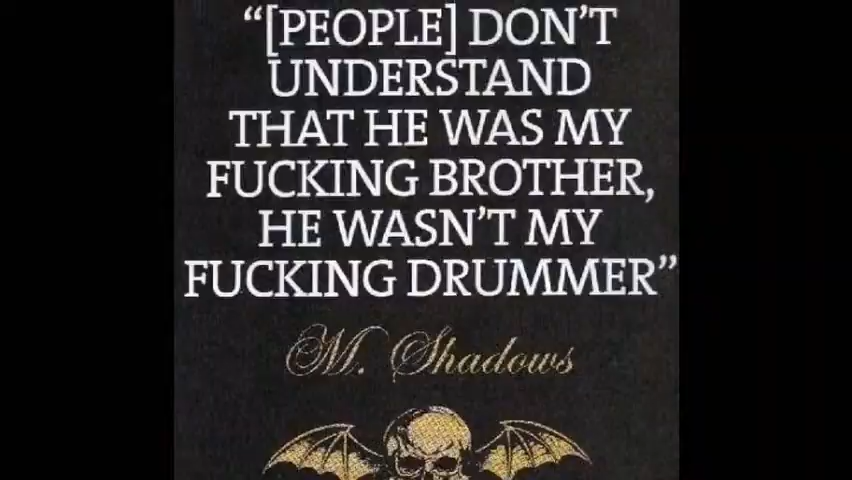 “[PEOPLE] DON’T
UNDERSTAND
THAT HE WAS MY
FUCKING BROTHER,
HE WASN’T MY
FUCKING DRUMMER”
M. Shadows